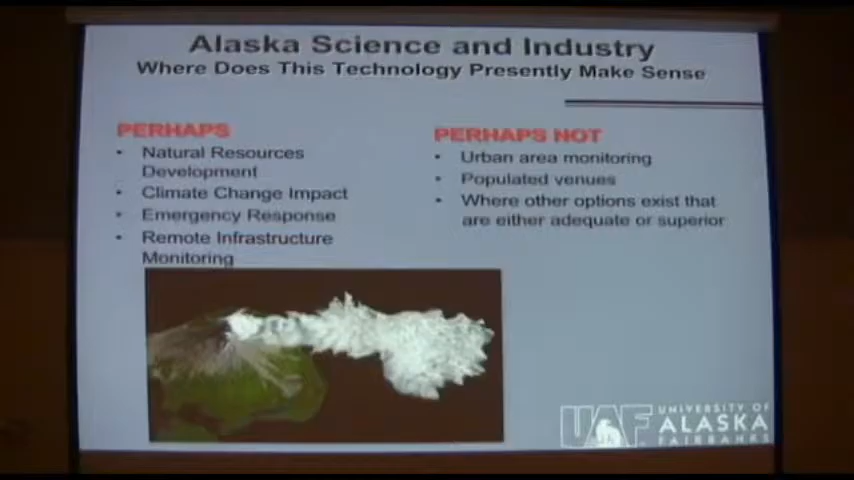 Alaska Science and Industry
Where Does This Technology Presently Make Sense
PERHAPS
• Natural Resources
Development
• Climate Change Impact
• Emergency Response
• Remote Infrastructure
Monitoring
PERHAPS NOT
• Urban area monitoring
• Populated venues
• Where other options exist that
are either adequate or superior
UAF
UNIVERSITY OF
ALASKA
FAIRBANKS